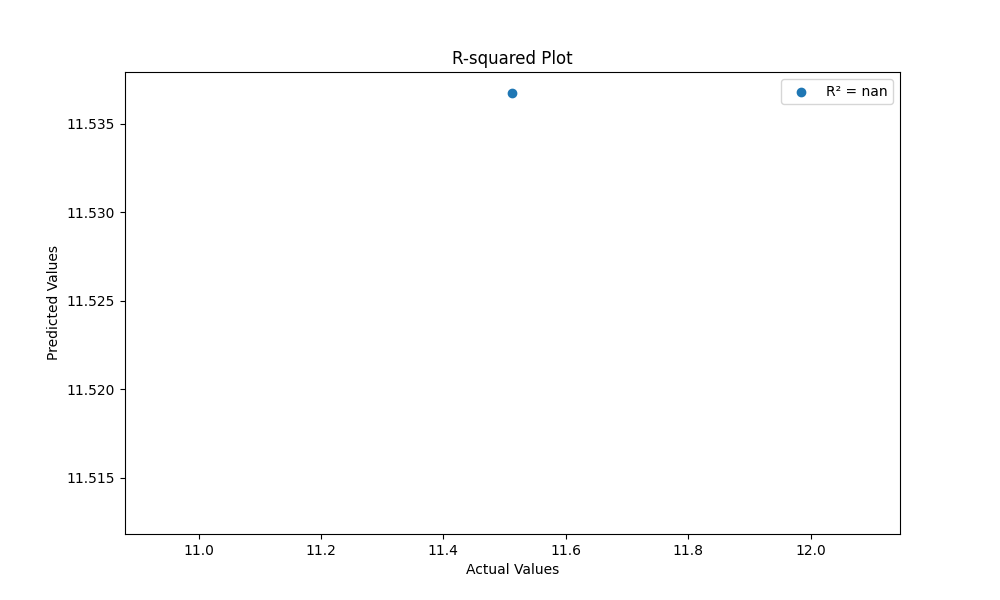 R-squared Plot
R² = nan
11.535
11.530
11.525
11.520
11.515
Predicted Values
11.0 11.2 11.4 11.6 11.8 12.0
Actual Values